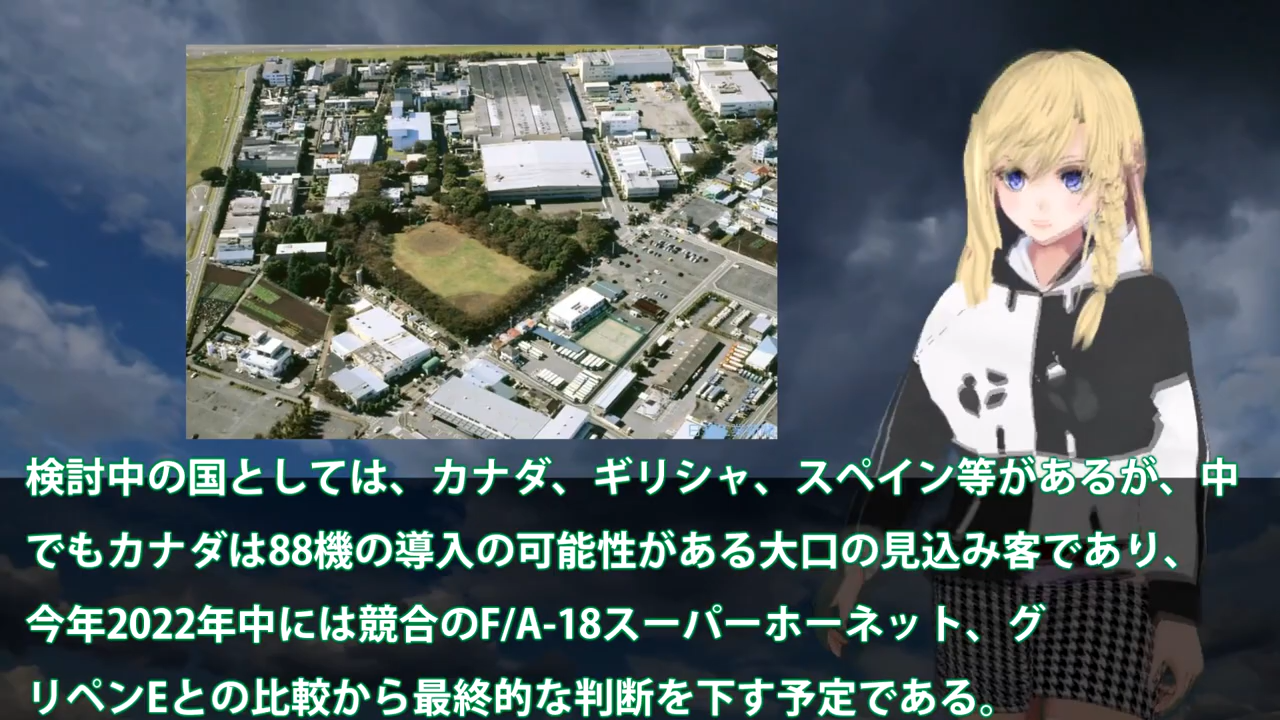 検討中の国としては、カナダ、ギリシャ、スペイン等があるが、中
でもカナダは88機の導入の可能性がある大口の見込み客であり、
今年2022年中には競合のF/A-18スーパーホーネット、グ
リペンEとの比較から最終的な判断を下す予定である。